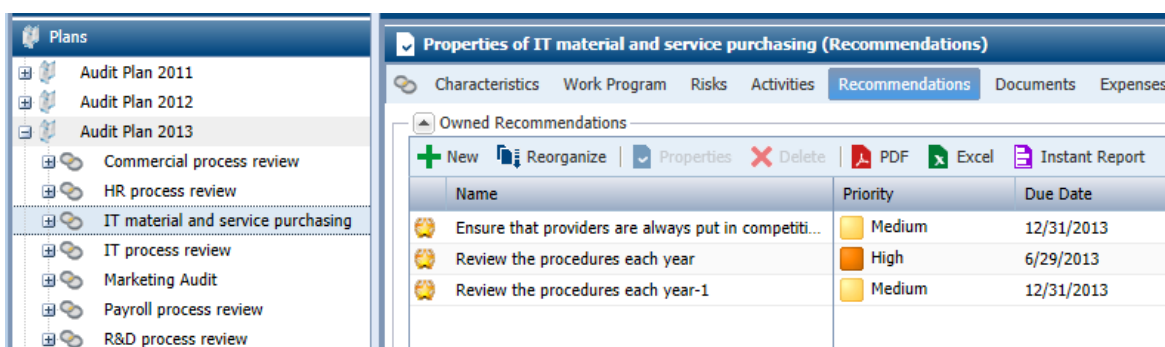 Plans
Audit Plan 2011
Audit Plan 2012
Audit Plan 2013
Commercial process review
HR process review
IT material and service purchasing
IT process review
Marketing Audit
Payroll process review
R&D process review
Properties of IT material and service purchasing (Recommendations)
Characteristics Work Program Risks Activities Recommendations Documents Expenses
Owned Recommendations
New Reorganize Properties Delete PDF Excel Instant Report
Name Priority Due Date
Ensure that providers are always put in competiti... Medium 12/31/2013
Review the procedures each year High 6/29/2013
Review the procedures each year-1 Medium 12/31/2013